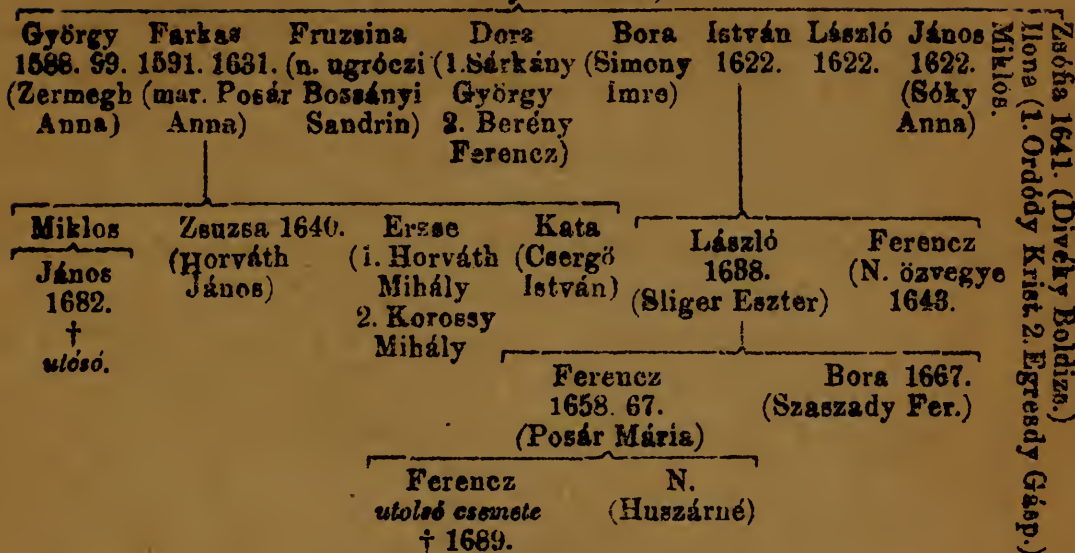 György Farkas Fruzsina Dora Bora István László János
1588. 99. 1591. 1631. (n. ugróczi (1.Sárkány (Simony 1622. 1622. 1622.
(Zermegh (mar. Posár Bozsányi György Imre) (Sóky
Anna) Anna) Sandrin) 2. Berény Anna)
Ferencz)
Zsófia 1641. (Divéky Boldizs.)
Ilona (1. Ordódy Krist. 2. Egresdy Gásp.)
Miklós.
Miklos Zsuzsa 1640. Erzse Kata László Ferencz
János (Horváth (1. Horváth (Csergő 1688. (N. özvegye
1682. János) Mihály István) (Sliger Eszter) 1643.
† 2. Korossy
utósó. Mihály
Ferencz Bora 1667.
1658. 67. (Szaszady Fer.)
(Posár Mária)
Ferencz N.
utolsó csemete (Huszárné)
† 1689.